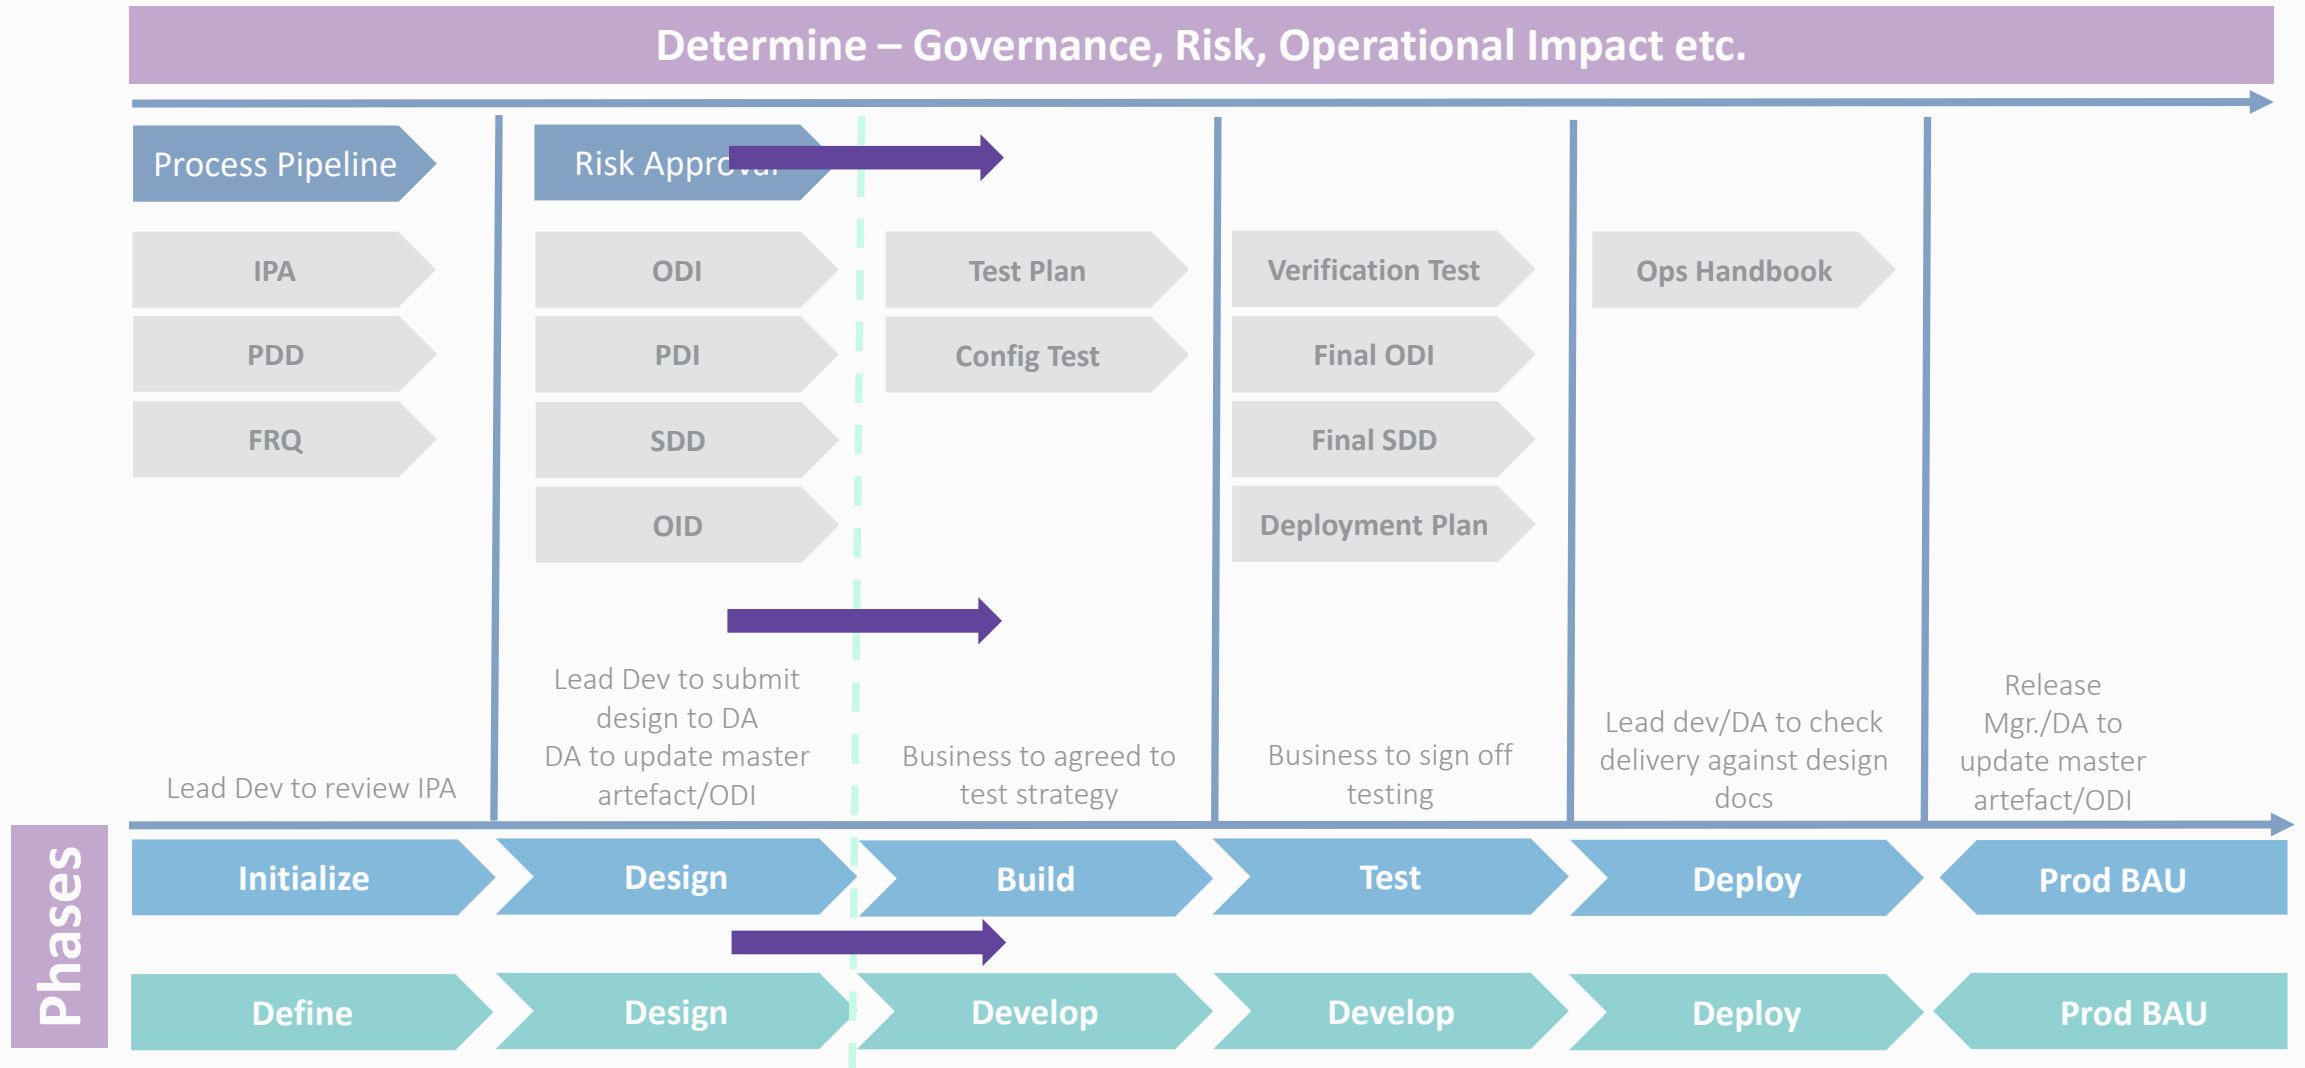 Determine – Governance, Risk, Operational Impact etc.
Process Pipeline
Risk Approval
IPA
PDD
FRQ
ODI
PDI
SDD
OID
Test Plan
Config Test
Verification Test
Final ODI
Final SDD
Deployment Plan
Ops Handbook
Lead Dev to review IPA
Lead Dev to submit
design to DA
DA to update master
artefact/ODI
Business to agreed to
test strategy
Business to sign off
testing
Lead dev/DA to check
delivery against design
docs
Release
Mgr./DA to
update master
artefact/ODI
Phases
Initialize
Design
Build
Test
Deploy
Prod BAU
Define
Design
Develop
Develop
Deploy
Prod BAU